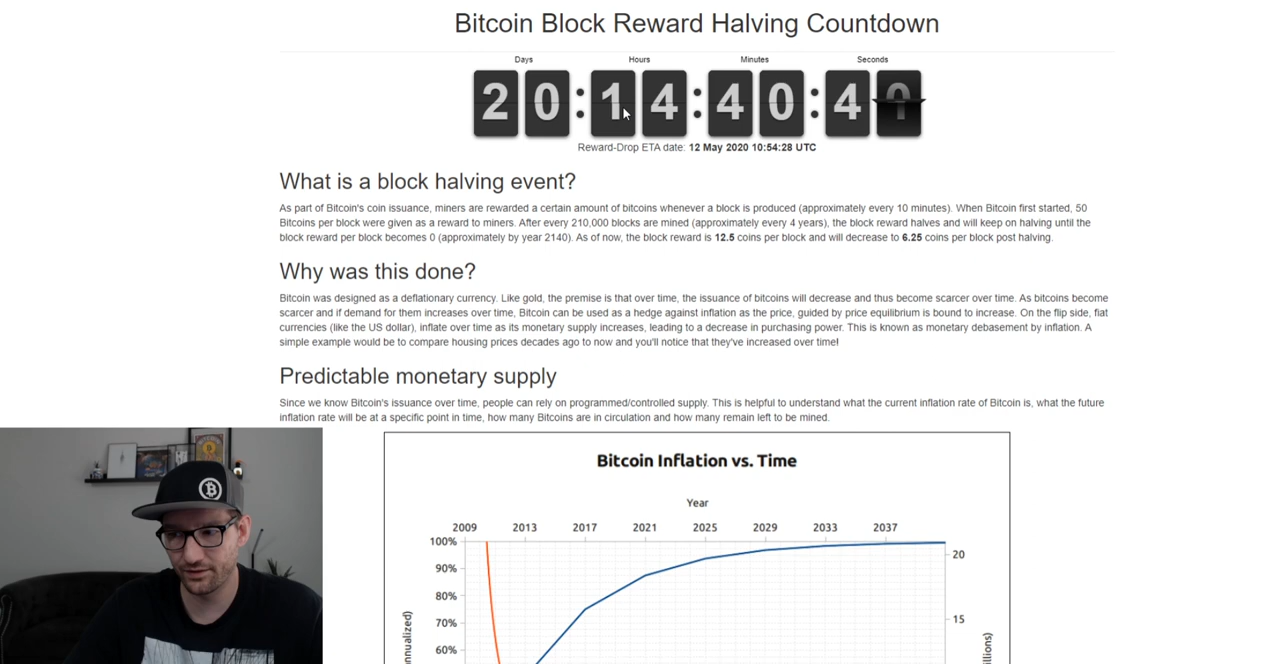 Bitcoin Block Reward Halving Countdown
Days Hours Minutes Seconds
20:14:40:4
Reward-Drop ETA date: 12 May 2020 10:54:28 UTC
What is a block halving event?
As part of Bitcoin's coin issuance, miners are rewarded a certain amount of bitcoins whenever a block is produced (approximately every 10 minutes). When Bitcoin first started, 50
Bitcoins per block were given as a reward to miners. After every 210,000 blocks are mined (approximately every 4 years), the block reward halves and will keep on halving until the
block reward per block becomes 0 (approximately by year 2140). As of now, the block reward is 12.5 coins per block and will decrease to 6.25 coins per block post halving.
Why was this done?
Bitcoin was designed as a deflationary currency. Like gold, the premise is that over time, the issuance of bitcoins will decrease and thus become scarcer over time. As bitcoins become
scarcer and if demand for them increases over time, Bitcoin can be used as a hedge against inflation as the price, guided by price equilibrium is bound to increase. On the flip side, fiat
currencies (like the US dollar), inflate over time as its monetary supply increases, leading to a decrease in purchasing power. This is known as monetary debasement by inflation. A
simple example would be to compare housing prices decades ago to now and you'll notice that they've increased over time!
Predictable monetary supply
Since we know Bitcoin's issuance over time, people can rely on programmed/controlled supply. This is helpful to understand what the current inflation rate of Bitcoin is, what the future
inflation rate will be at a specific point in time, how many Bitcoins are in circulation and how many remain left to be mined.
Bitcoin Inflation vs. Time
Year
2009 2013 2017 2021 2025 2029 2033 2037
100%
20
90%
80%
70%
15
60%